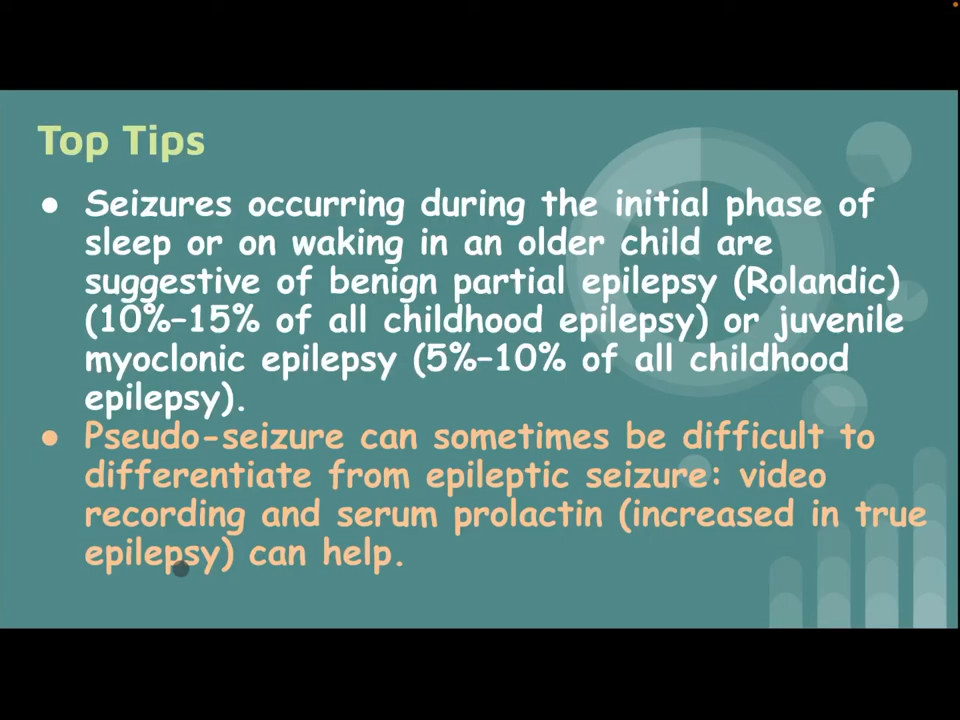 Top Tips
● Seizures occurring during the initial phase of
sleep or on waking in an older child are
suggestive of benign partial epilepsy (Rolandic)
(10%–15% of all childhood epilepsy) or juvenile
myoclonic epilepsy (5%–10% of all childhood
epilepsy).
● Pseudo-seizure can sometimes be difficult to
differentiate from epileptic seizure: video
recording and serum prolactin (increased in true
epilepsy) can help.